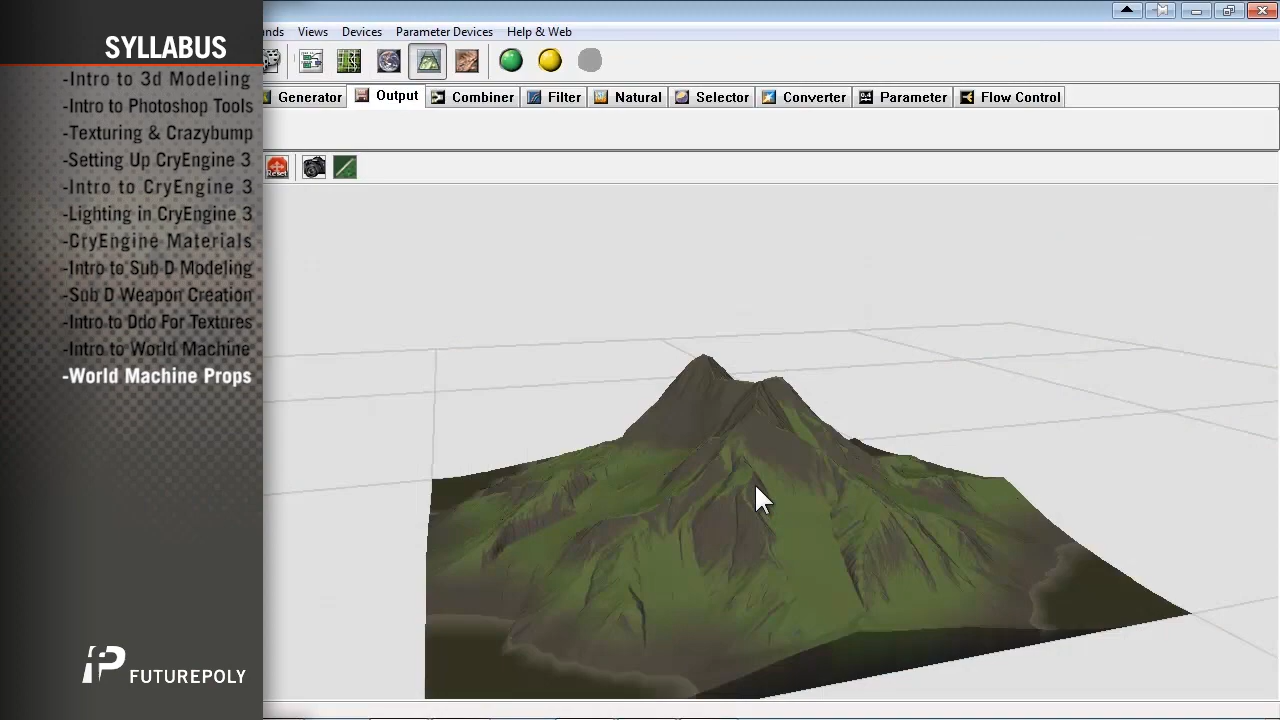 SYLLABUS
-Intro to 3d Modeling
-Intro to Photoshop Tools
-Texturing & Crazybump
-Setting Up CryEngine 3
-Intro to CryEngine 3
-Lighting in CryEngine 3
-CryEngine Materials
-Intro to Sub D Modeling
-Sub D Weapon Creation
-Intro to Ddo For Textures
-Intro to World Machine
-World Machine Props
FUTUREPOLY
nds Views Devices Parameter Devices Help & Web
Generator Output Combiner Filter Natural Selector Converter Parameter Flow Control
Reset